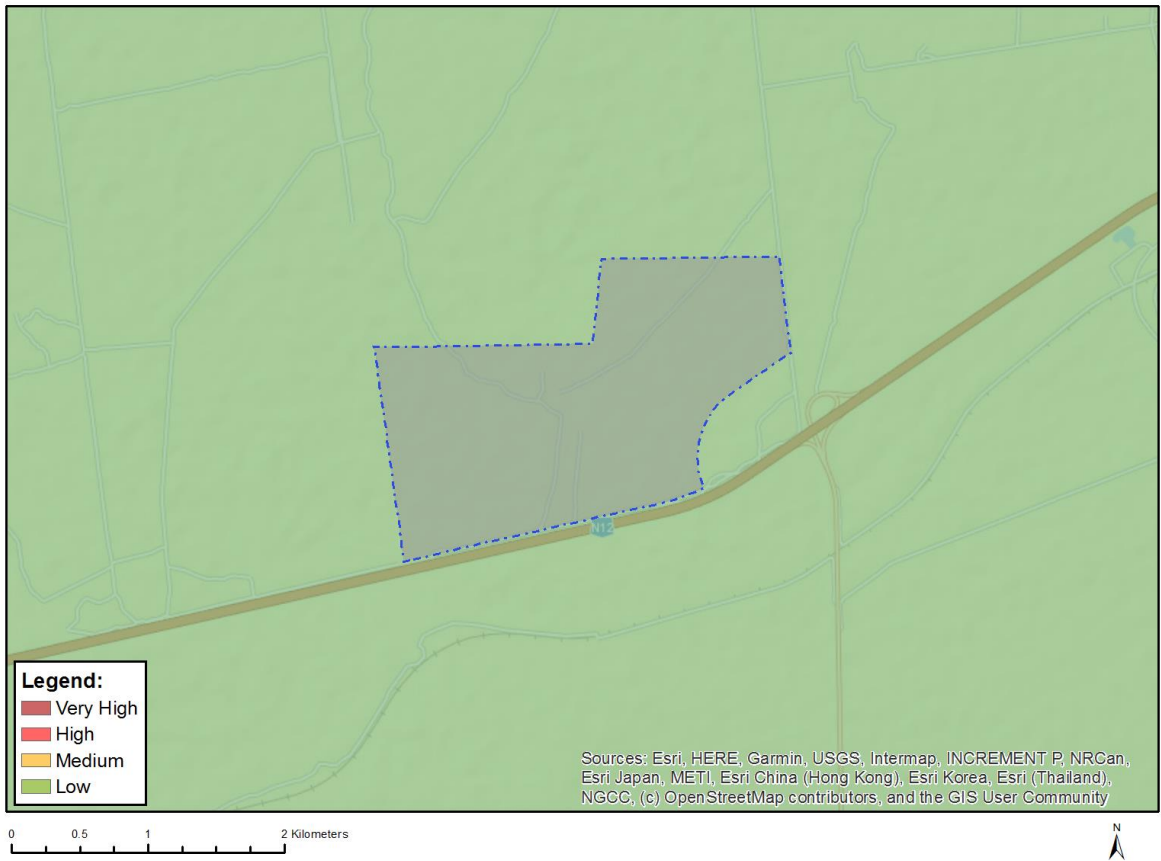 N12
Legend:
Very High
High
Medium
Low
Sources: Esri, HERE, Garmin, USGS, Intermap, INCREMENT P, NRCan,
Esri Japan, METI, Esri China (Hong Kong), Esri Korea, Esri (Thailand),
NGCC, (c) OpenStreetMap contributors, and the GIS User Community
0 0.5 1 2 Kilometers
N